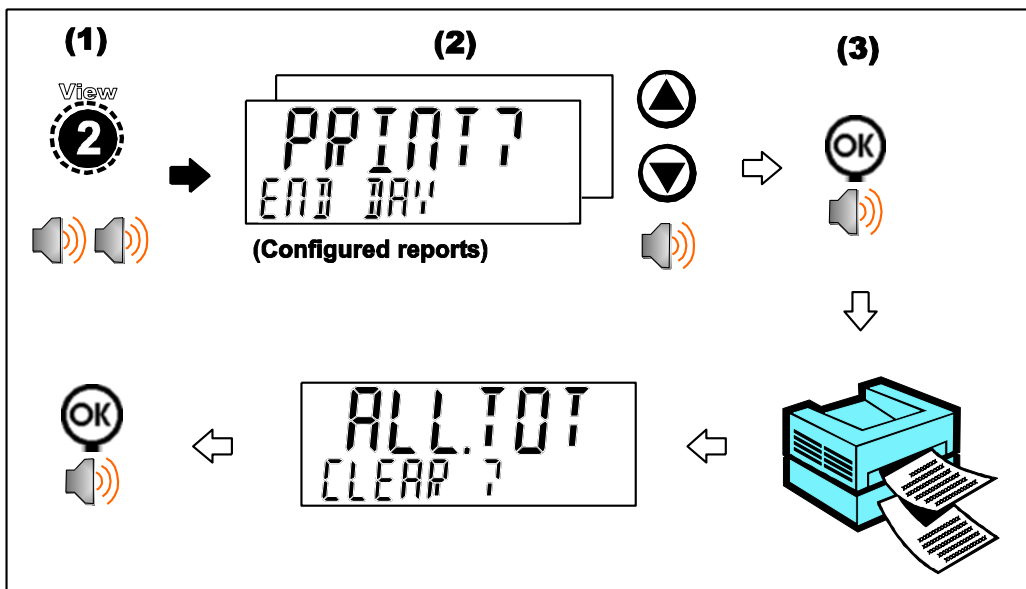 (1)
(2)
(3)
View
2
PRINT?
END DAY
(Configured reports)
OK
OK
ALL.TOT
CLEAR ?